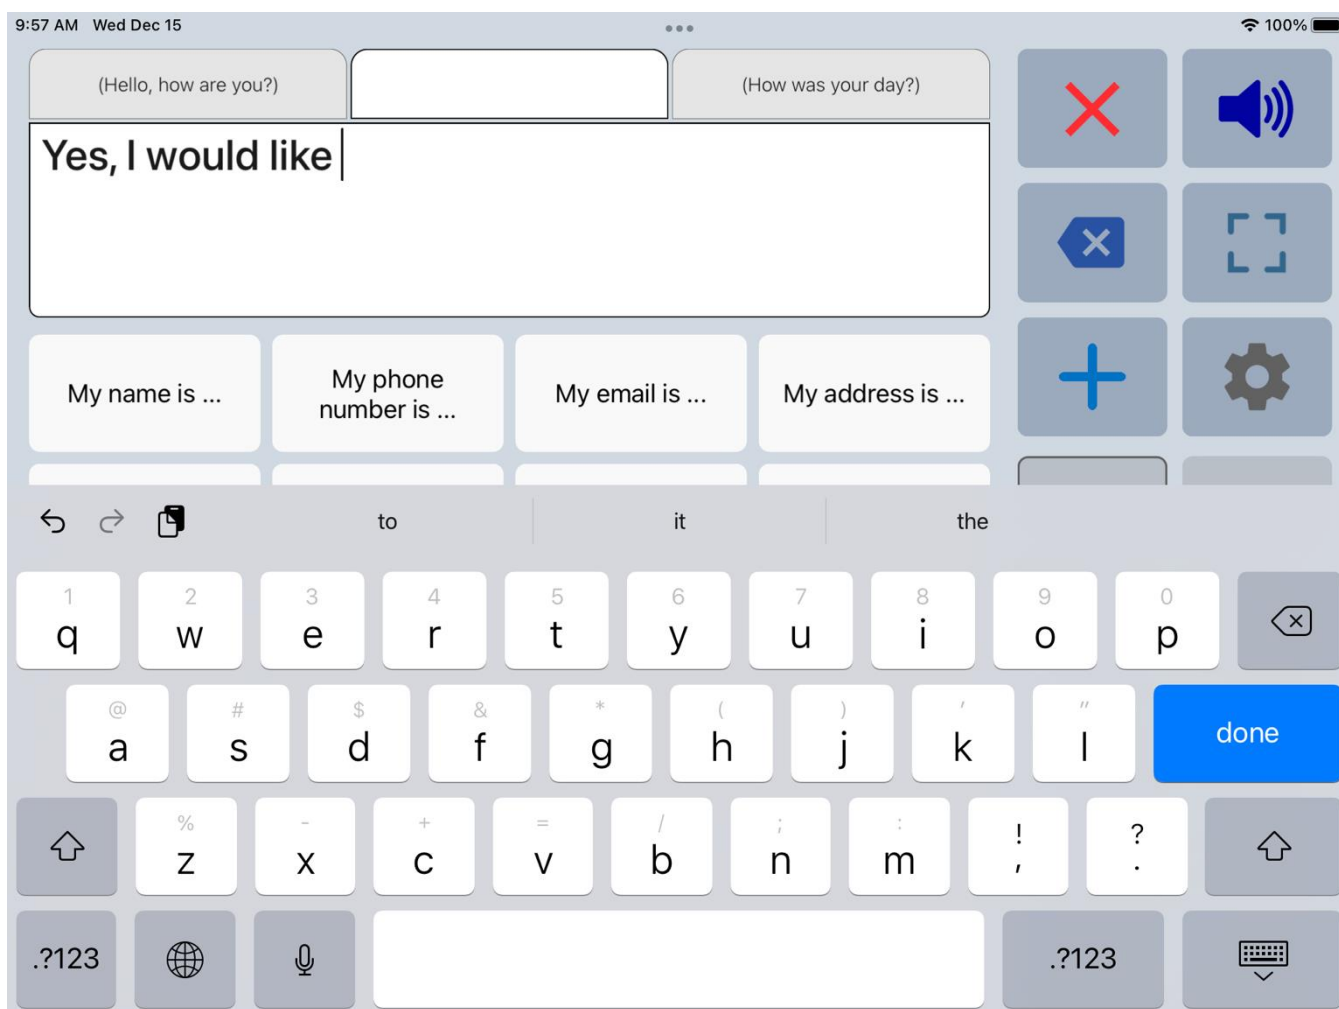 9:57 AM Wed Dec 15
100%
(Hello, how are you?)
(How was your day?)
Yes, I would like
My name is ...
My phone
number is ...
My email is ...
My address is ...
to it the
1 2 3 4 5 6 7 8 9 0
q w e r t y u i o p
@ # $ & * ( ) ' "
a s d f g h j k l
done
% - + = / ; : ! ?
z x c v b n m , .
.?123
.?123